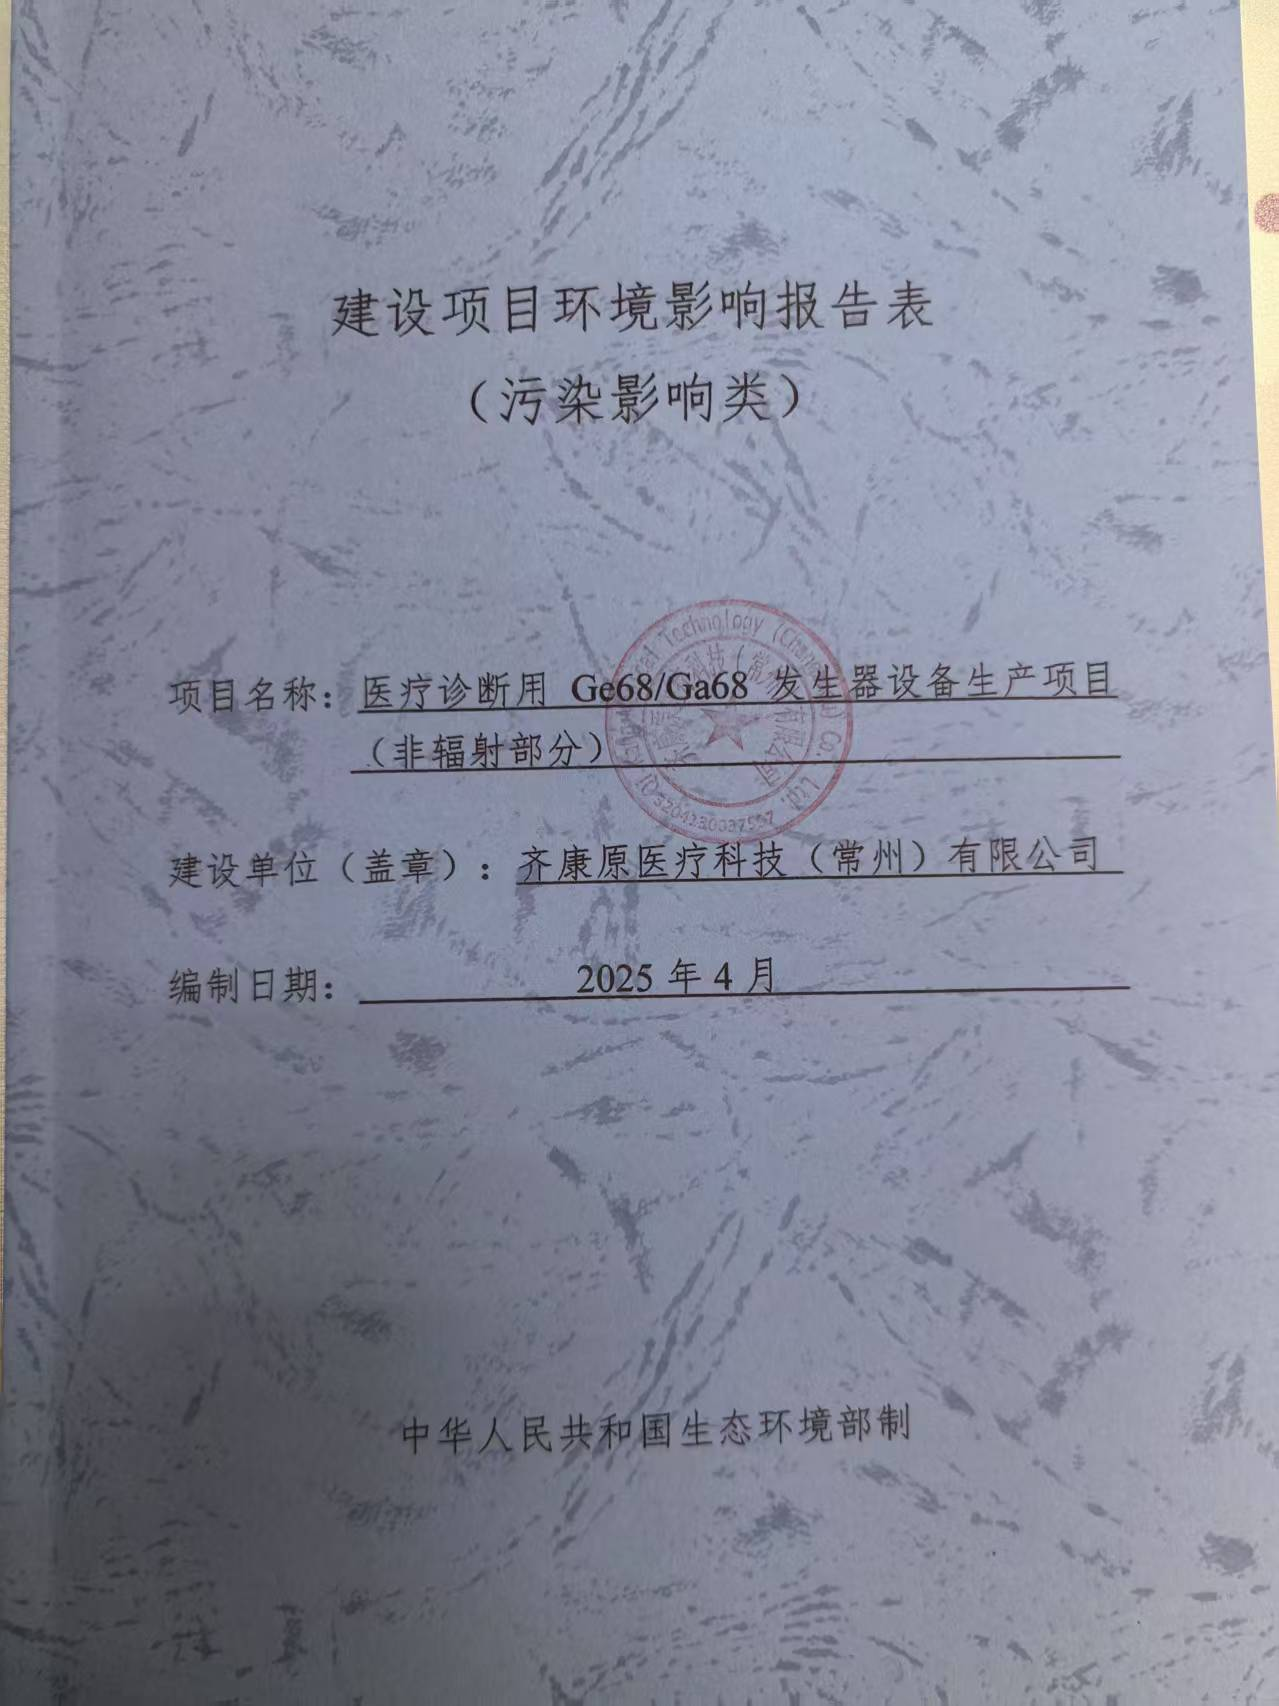 建设项目环境影响报告表
（污染影响类）
项目名称：医疗诊断用 Ge68/Ga68 发生器设备生产项目
（非辐射部分）
建设单位（盖章）：齐康原医疗科技（常州）有限公司
编制日期：2025 年 4 月
中华人民共和国生态环境部制